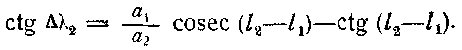 ctg Δλ₂ = a₁/a₂ cosec (l₂—l₁)—ctg (l₂—l₁).